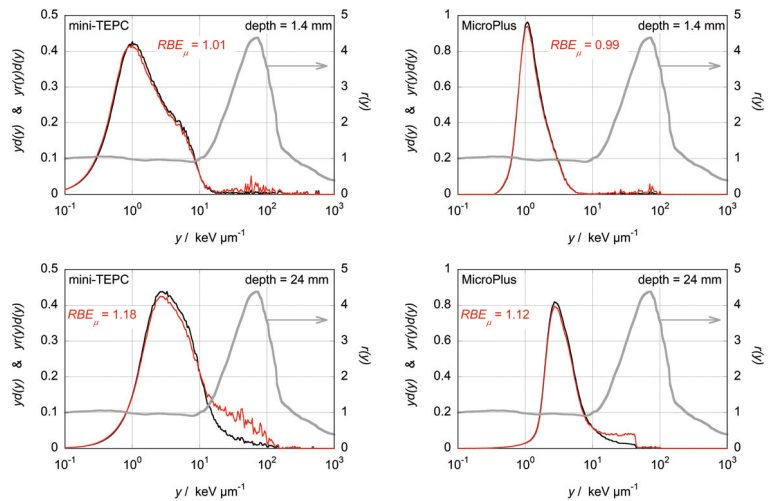 mini-TEPC
depth = 1.4 mm
RBEμ = 1.01
0.5
0.4
0.3
0.2
0.1
0
5
4
3
2
1
0
yd(y) & yr(y)d(y)
r(y)
10⁻¹ 10⁰ 10¹ 10² 10³
y / keV μm⁻¹
MicroPlus
depth = 1.4 mm
RBEμ = 0.99
1
0.8
0.6
0.4
0.2
0
5
4
3
2
1
0
yd(y) & yr(y)d(y)
r(y)
10⁻¹ 10⁰ 10¹ 10² 10³
y / keV μm⁻¹
mini-TEPC
depth = 24 mm
RBEμ = 1.18
0.5
0.4
0.3
0.2
0.1
0
5
4
3
2
1
0
yd(y) & yr(y)d(y)
r(y)
10⁻¹ 10⁰ 10¹ 10² 10³
y / keV μm⁻¹
MicroPlus
depth = 24 mm
RBEμ = 1.12
1
0.8
0.6
0.4
0.2
0
5
4
3
2
1
0
yd(y) & yr(y)d(y)
r(y)
10⁻¹ 10⁰ 10¹ 10² 10³
y / keV μm⁻¹